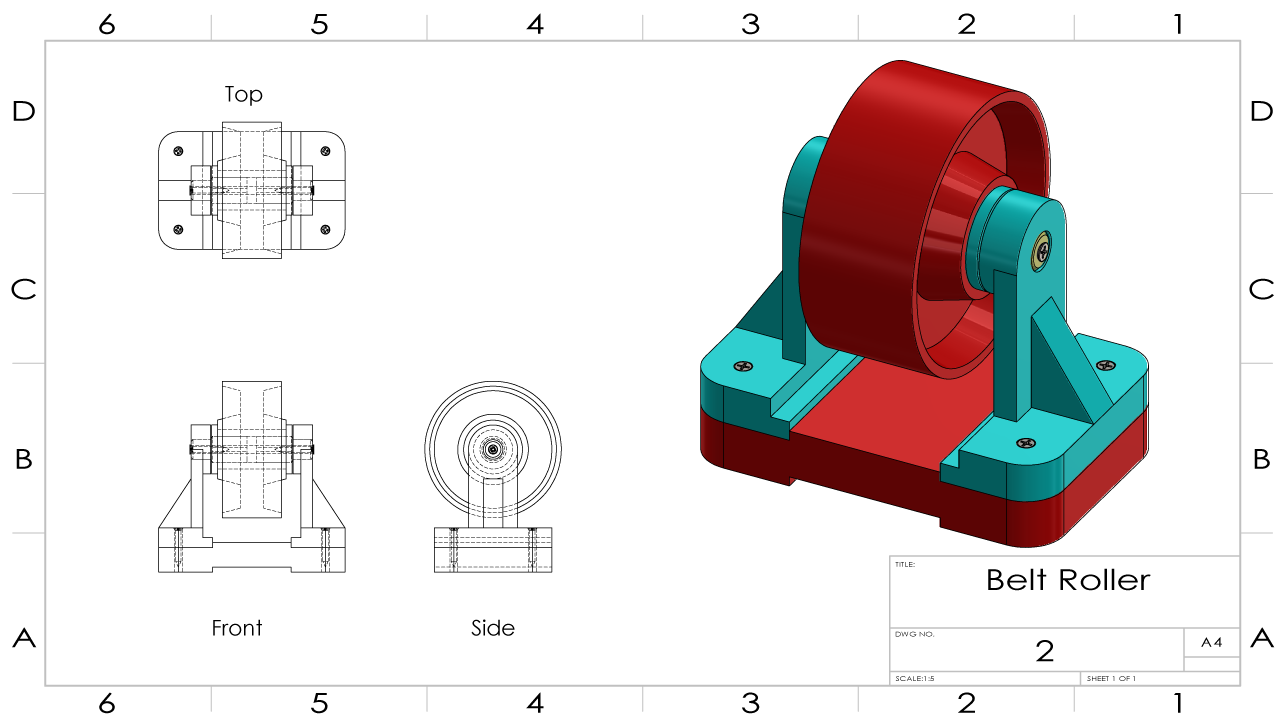 6 5 4 3 2 1
Top
D D
C C
B B
Front Side
TITLE:
Belt Roller
DWG NO.
2
A4
A A
SCALE:1:5 SHEET 1 OF 1
6 5 4 3 2 1